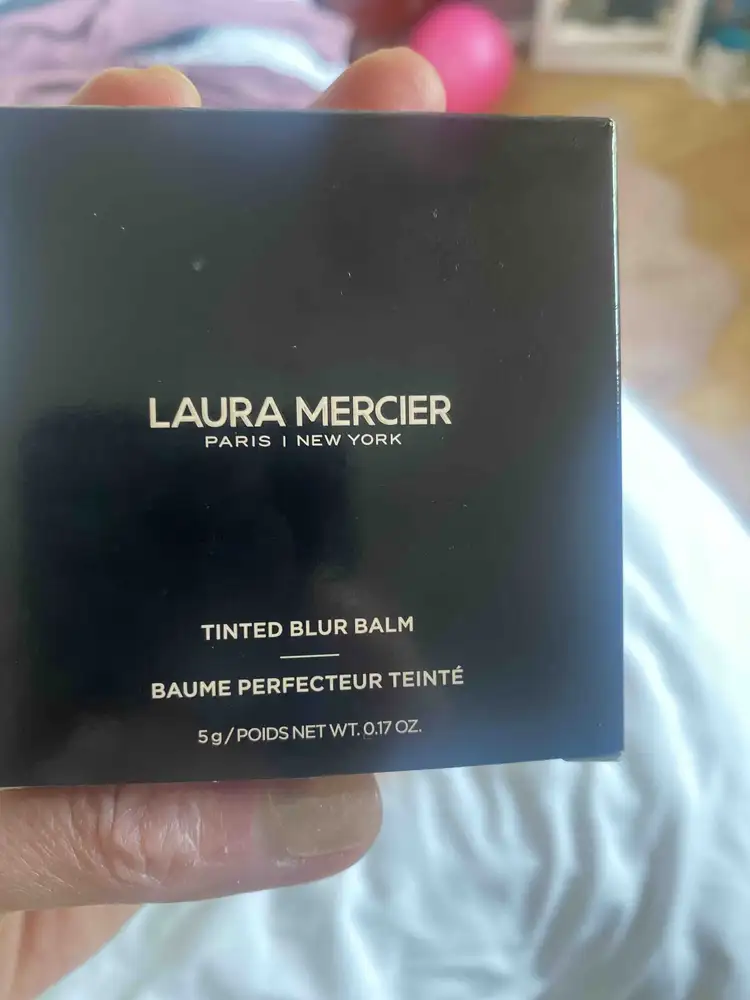 LAURA MERCIER
PARIS | NEW YORK
TINTED BLUR BALM
BAUME PERFECTEUR TEINTÉ
5 g / POIDS NET WT. 0.17 OZ.